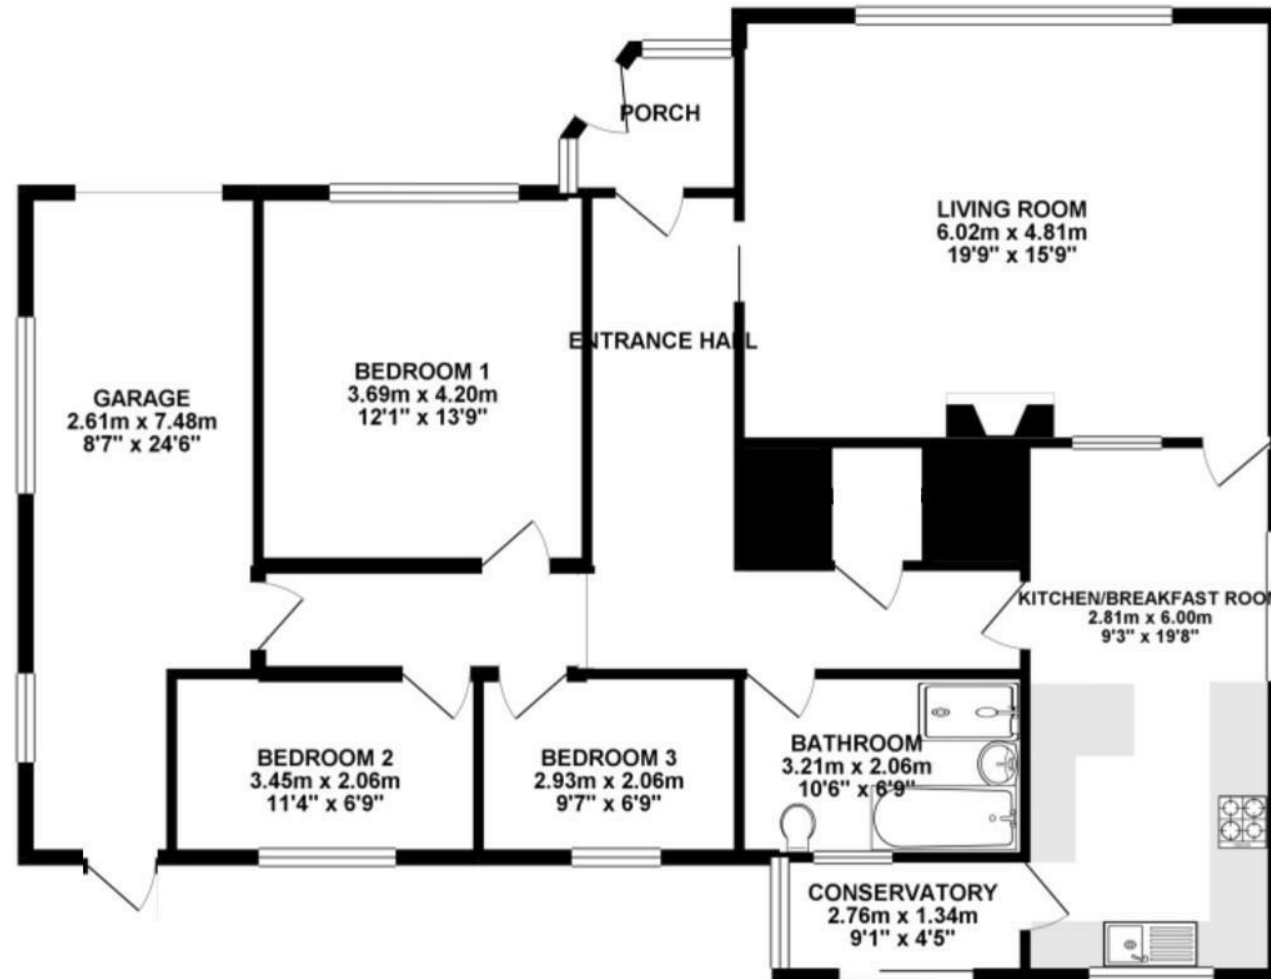 PORCH
LIVING ROOM
6.02m x 4.81m
19'9" x 15'9"
ENTRANCE HALL
BEDROOM 1
3.69m x 4.20m
12'1" x 13'9"
GARAGE
2.61m x 7.48m
8'7" x 24'6"
KITCHEN/BREAKFAST ROOM
2.81m x 6.00m
9'3" x 19'8"
BEDROOM 2
3.45m x 2.06m
11'4" x 6'9"
BEDROOM 3
2.93m x 2.06m
9'7" x 6'9"
BATHROOM
3.21m x 2.06m
10'6" x 6'9"
CONSERVATORY
2.76m x 1.34m
9'1" x 4'5"